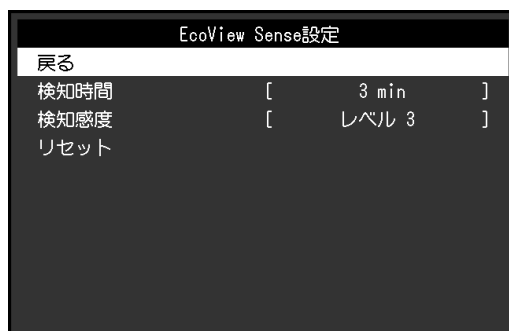 EcoView Sense設定
戻る
検知時間 [ 3 min ]
検知感度 [ レベル 3 ]
リセット